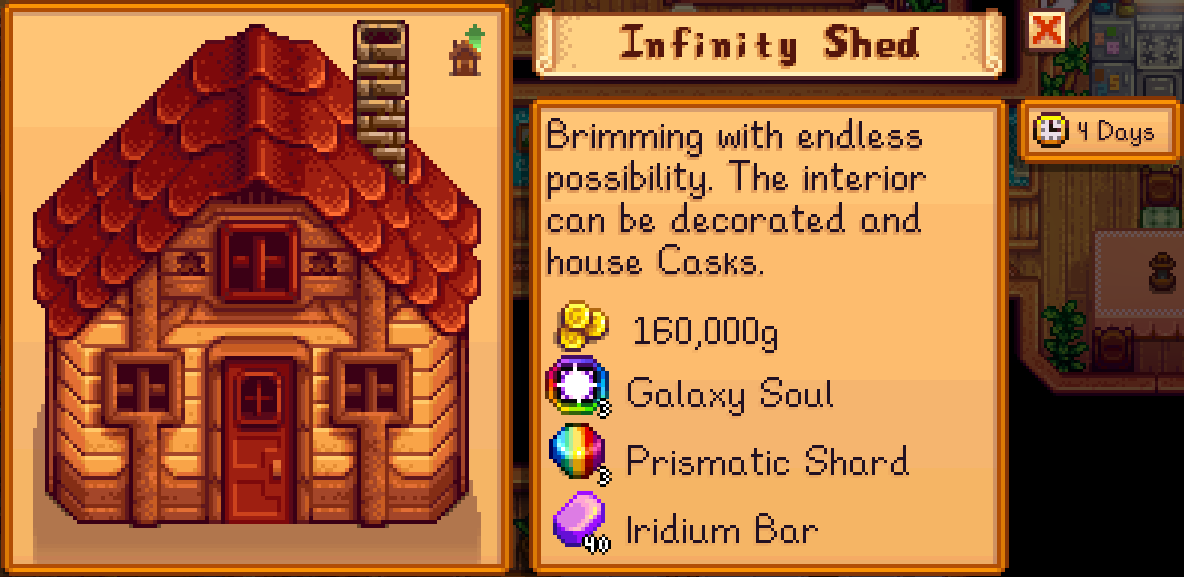 Infinity Shed
4 Days
Brimming with endless
possibility. The interior
can be decorated and
house Casks.
160,000g
3 Galaxy Soul
3 Prismatic Shard
40 Iridium Bar